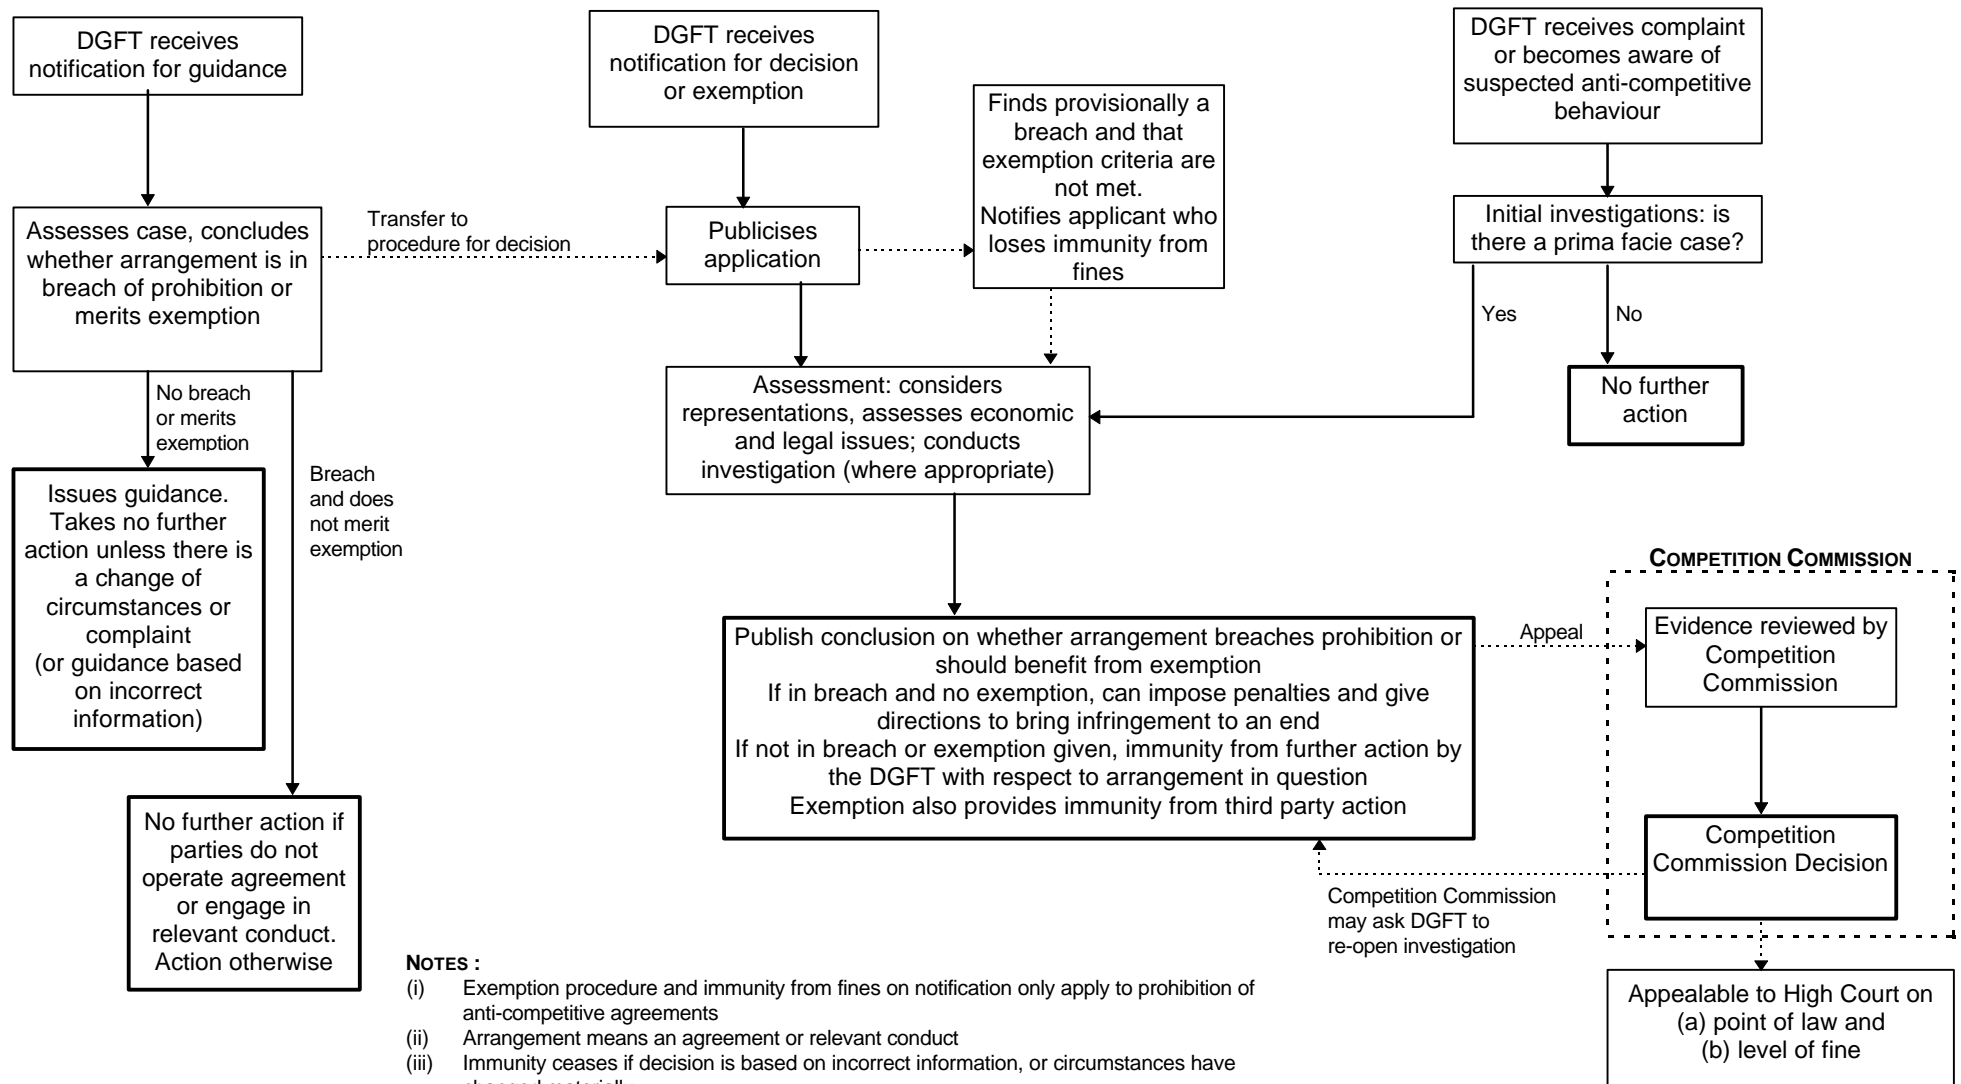 DGFT receives
notification for guidance
DGFT receives
notification for decision
or exemption
Finds provisionally a
breach and that
exemption criteria are
not met.
Notifies applicant who
loses immunity from
fines
DGFT receives complaint
or becomes aware of
suspected anti-competitive
behaviour
Assesses case, concludes
whether arrangement is in
breach of prohibition or
merits exemption
Transfer to
procedure for decision
Publicises
application
Initial investigations: is
there a prima facie case?
Yes
No
No breach
or merits
exemption
Assessment: considers
representations, assesses economic
and legal issues; conducts
investigation (where appropriate)
No further
action
Issues guidance.
Takes no further
action unless there is
a change of
circumstances or
complaint
(or guidance based
on incorrect
information)
Breach
and does
not merit
exemption
COMPETITION COMMISSION
Publish conclusion on whether arrangement breaches prohibition or
should benefit from exemption
If in breach and no exemption, can impose penalties and give
directions to bring infringement to an end
If not in breach or exemption given, immunity from further action by
the DGFT with respect to arrangement in question
Exemption also provides immunity from third party action
Appeal
Evidence reviewed by
Competition
Commission
Competition
Commission Decision
No further action if
parties do not
operate agreement
or engage in
relevant conduct.
Action otherwise
Competition Commission
may ask DGFT to
re-open investigation
Appealable to High Court on
(a) point of law and
(b) level of fine
NOTES :
(i) Exemption procedure and immunity from fines on notification only apply to prohibition of
anti-competitive agreements
(ii) Arrangement means an agreement or relevant conduct
(iii) Immunity ceases if decision is based on incorrect information, or circumstances have